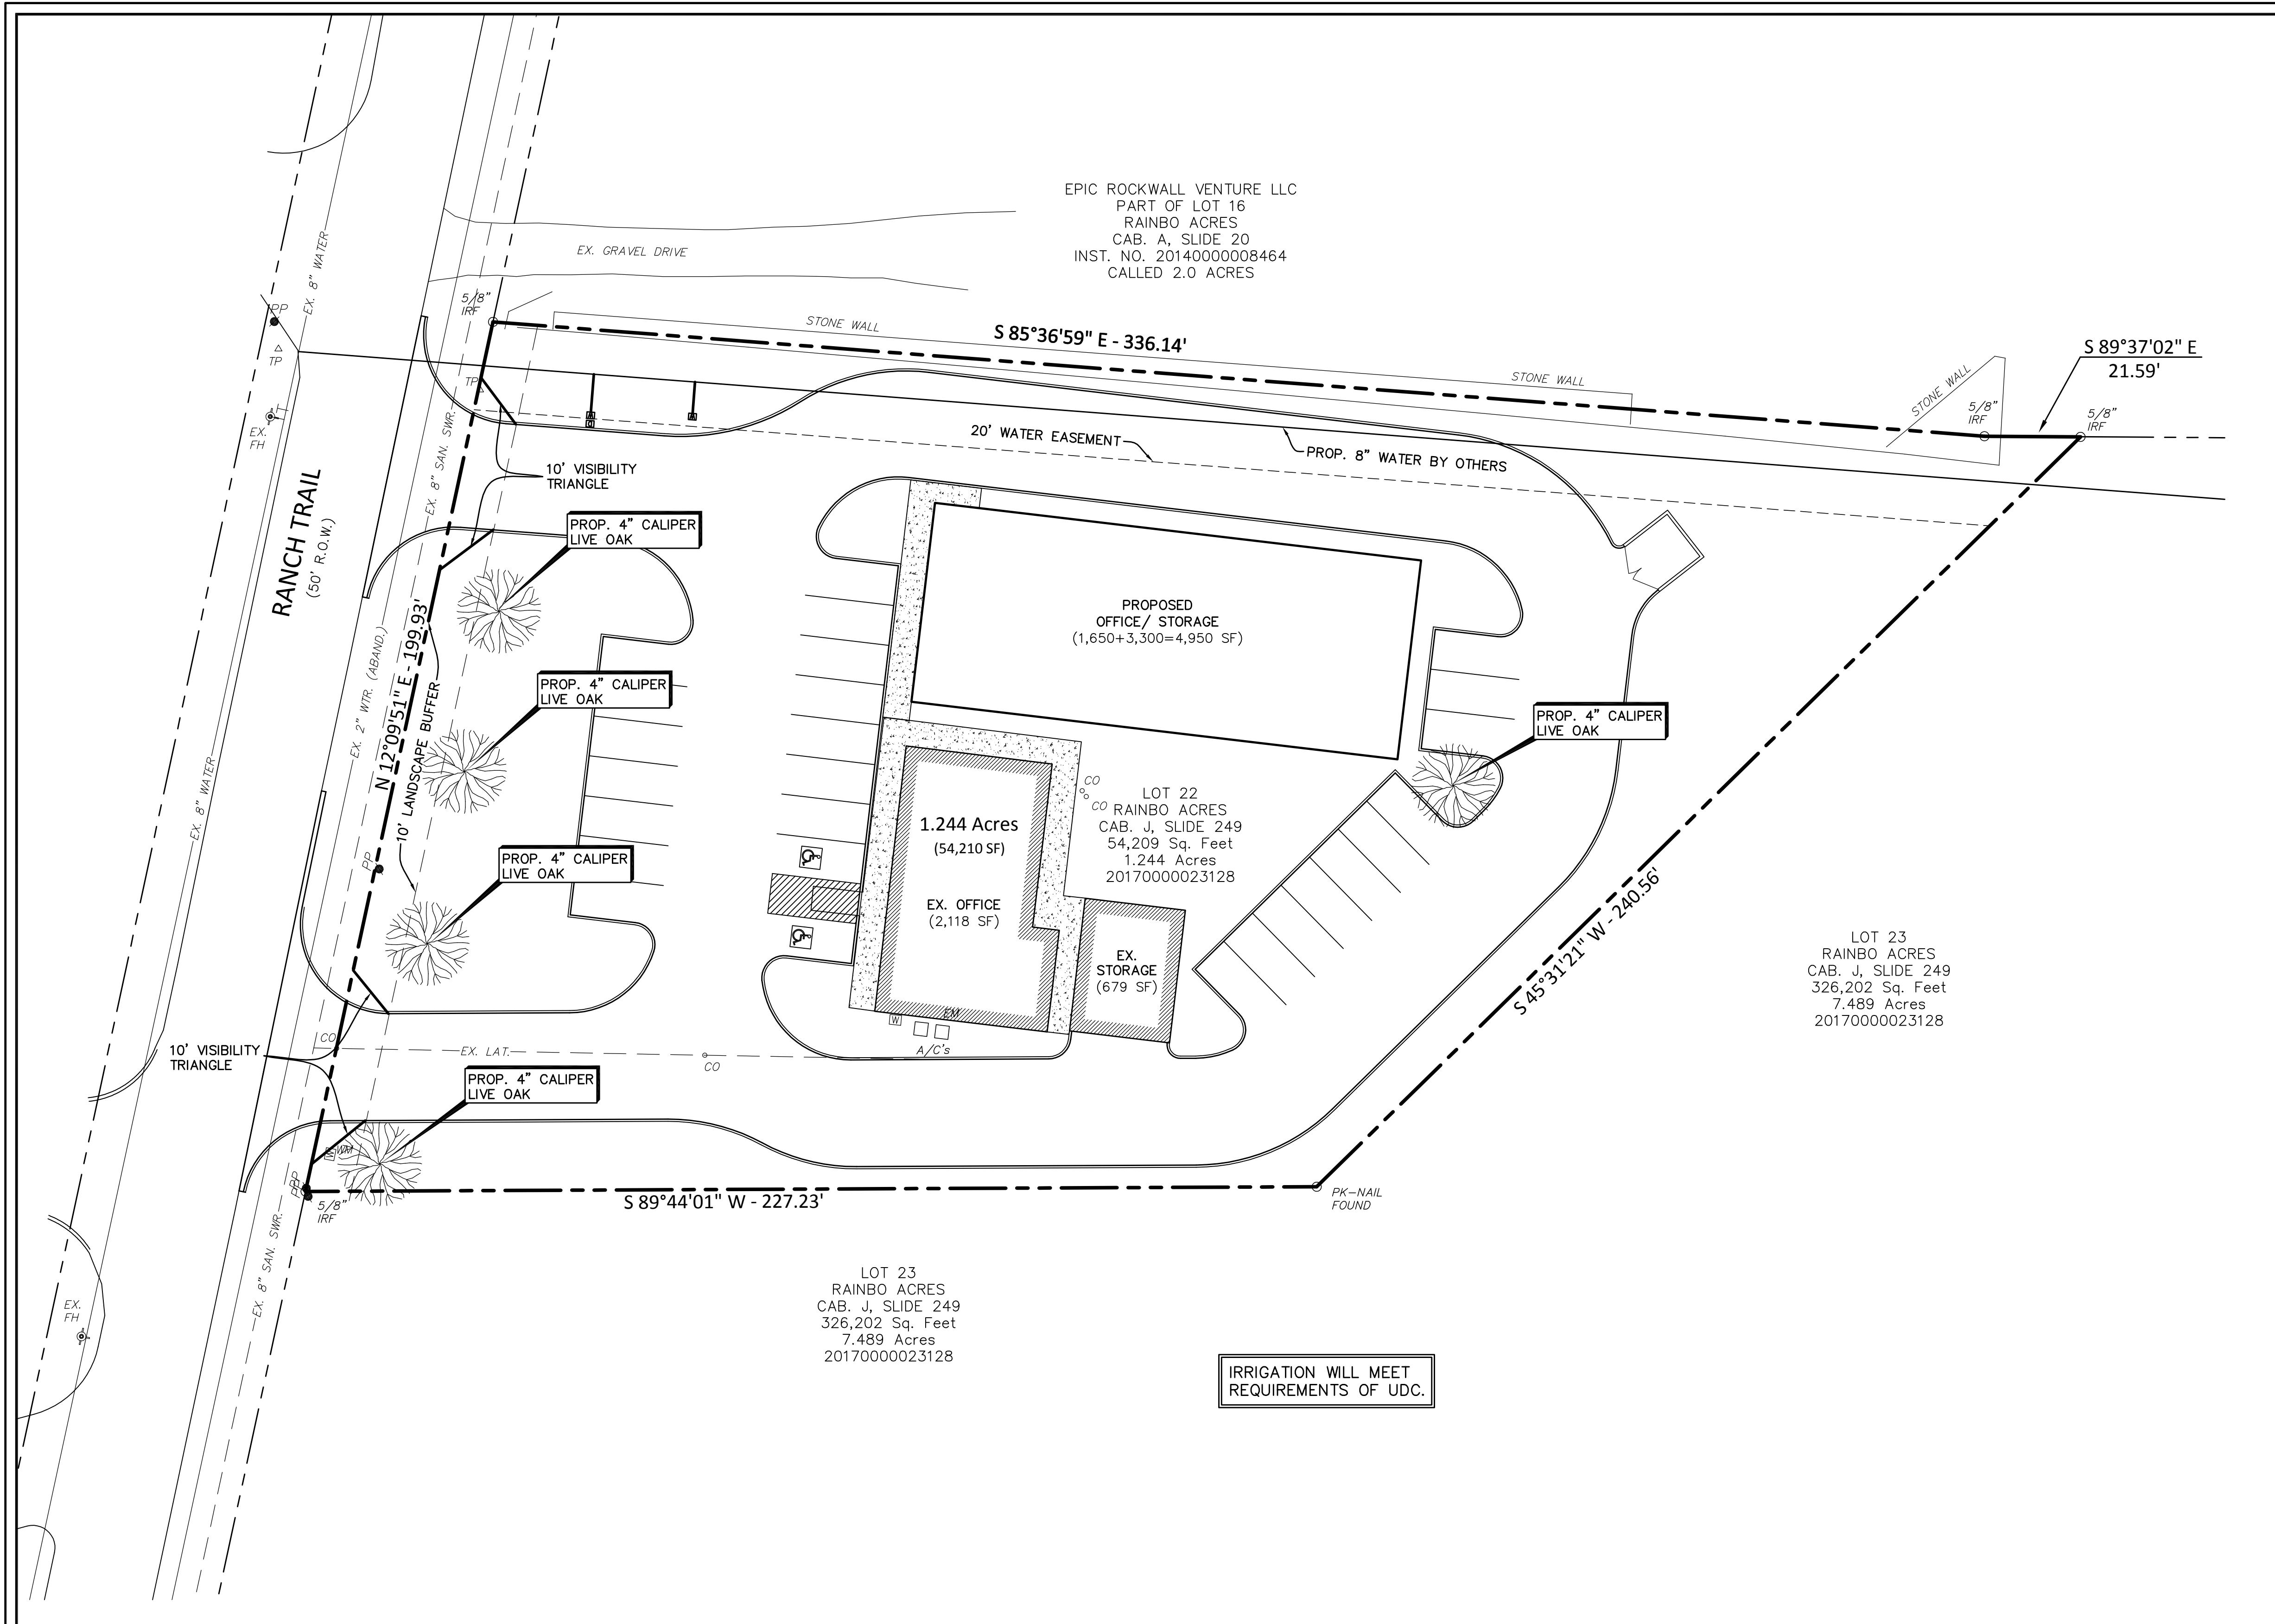 EPIC ROCKWALL VENTURE LLC
PART OF LOT 16
RAINBO ACRES
CAB. A, SLIDE 20
INST. NO. 20140000008464
CALLED 2.0 ACRES
EX. 8" WATER
EX. GRAVEL DRIVE
5/8"
IRF
PP
TP
STONE WALL
S 85°36'59" E - 336.14'
STONE WALL
STONE WALL
S 89°37'02" E
21.59'
5/8"
IRF
5/8"
IRF
TP
EX.
FH
EX. 8" SAN. SWR.
20' WATER EASEMENT
PROP. 8" WATER BY OTHERS
A
C
A
10' VISIBILITY
TRIANGLE
RANCH TRAIL
(50' R.O.W.)
PROP. 4" CALIPER
LIVE OAK
PROPOSED
OFFICE/ STORAGE
(1,650+3,300=4,950 SF)
N 12°09'51" E - 199.93'
EX. 2" WTR. (ABAND.)
10' LANDSCAPE BUFFER
PROP. 4" CALIPER
LIVE OAK
PROP. 4" CALIPER
LIVE OAK
EX. 8" WATER
CO
CO
LOT 22
RAINBO ACRES
CAB. J, SLIDE 249
54,209 Sq. Feet
1.244 Acres
20170000023128
1.244 Acres
(54,210 SF)
EX. OFFICE
(2,118 SF)
PP
PROP. 4" CALIPER
LIVE OAK
EX.
STORAGE
(679 SF)
S 45°31'21" W - 240.56'
LOT 23
RAINBO ACRES
CAB. J, SLIDE 249
326,202 Sq. Feet
7.489 Acres
20170000023128
W
EM
A/C's
CO
EX. LAT.
CO
10' VISIBILITY
TRIANGLE
PROP. 4" CALIPER
LIVE OAK
W
WM
PP
PP
5/8"
IRF
S 89°44'01" W - 227.23'
PK-NAIL
FOUND
EX. 8" SAN. SWR.
EX.
FH
LOT 23
RAINBO ACRES
CAB. J, SLIDE 249
326,202 Sq. Feet
7.489 Acres
20170000023128
IRRIGATION WILL MEET
REQUIREMENTS OF UDC.